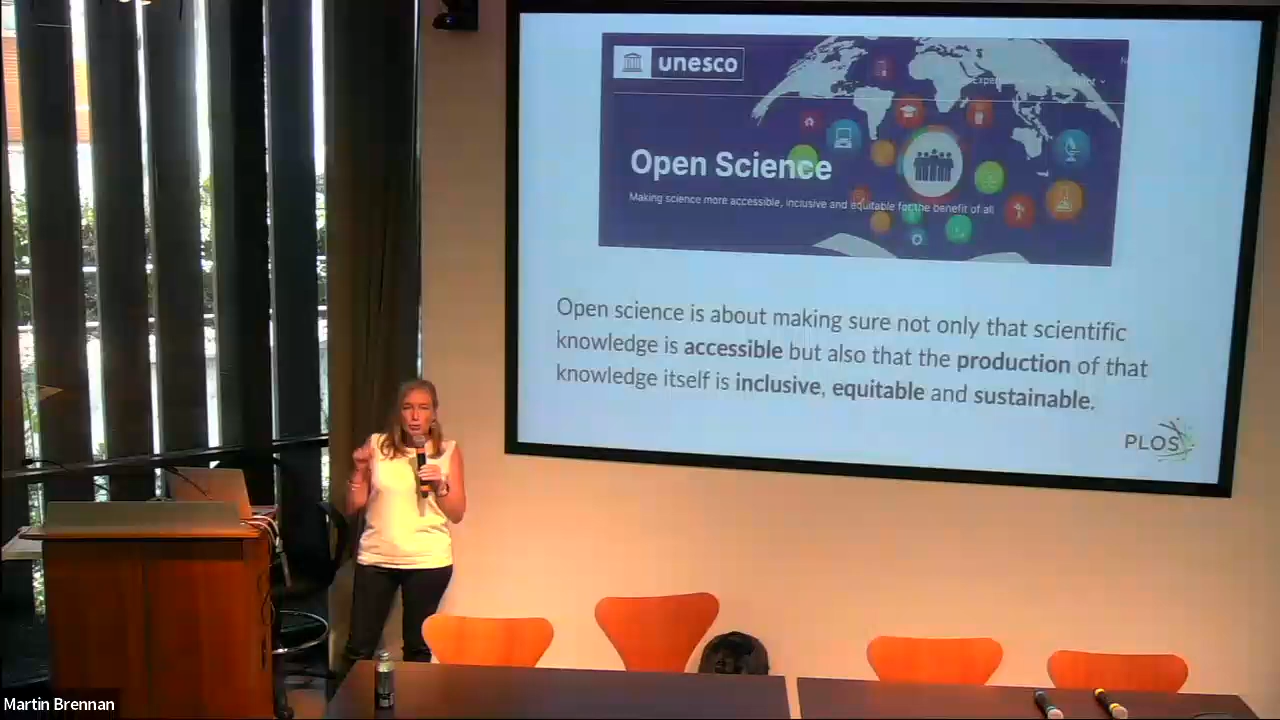 unesco
Open Science
Making science more accessible, inclusive and equitable for the benefit of all
Open science is about making sure not only that scientific
knowledge is accessible but also that the production of that
knowledge itself is inclusive, equitable and sustainable.
PLOS
Martin Brennan